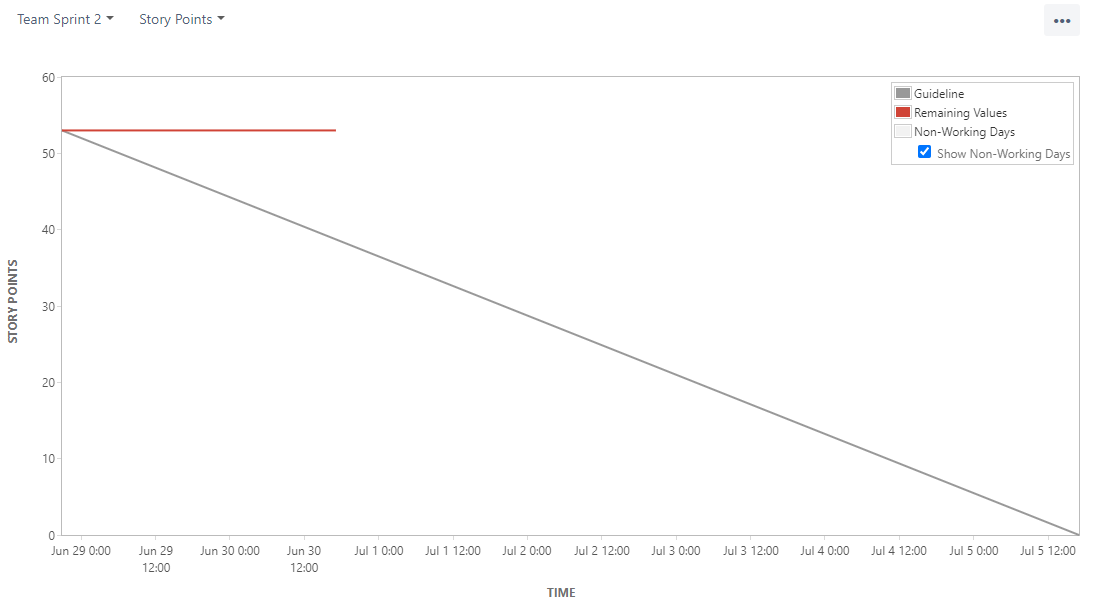 Team Sprint 2 Story Points
•••
60
50
40
30
20
10
0
STORY POINTS
Guideline
Remaining Values
Non-Working Days
Show Non-Working Days
Jun 29 0:00
Jun 29
12:00
Jun 30 0:00
Jun 30
12:00
Jul 1 0:00
Jul 1 12:00
Jul 2 0:00
Jul 2 12:00
Jul 3 0:00
Jul 3 12:00
Jul 4 0:00
Jul 4 12:00
Jul 5 0:00
Jul 5 12:00
TIME